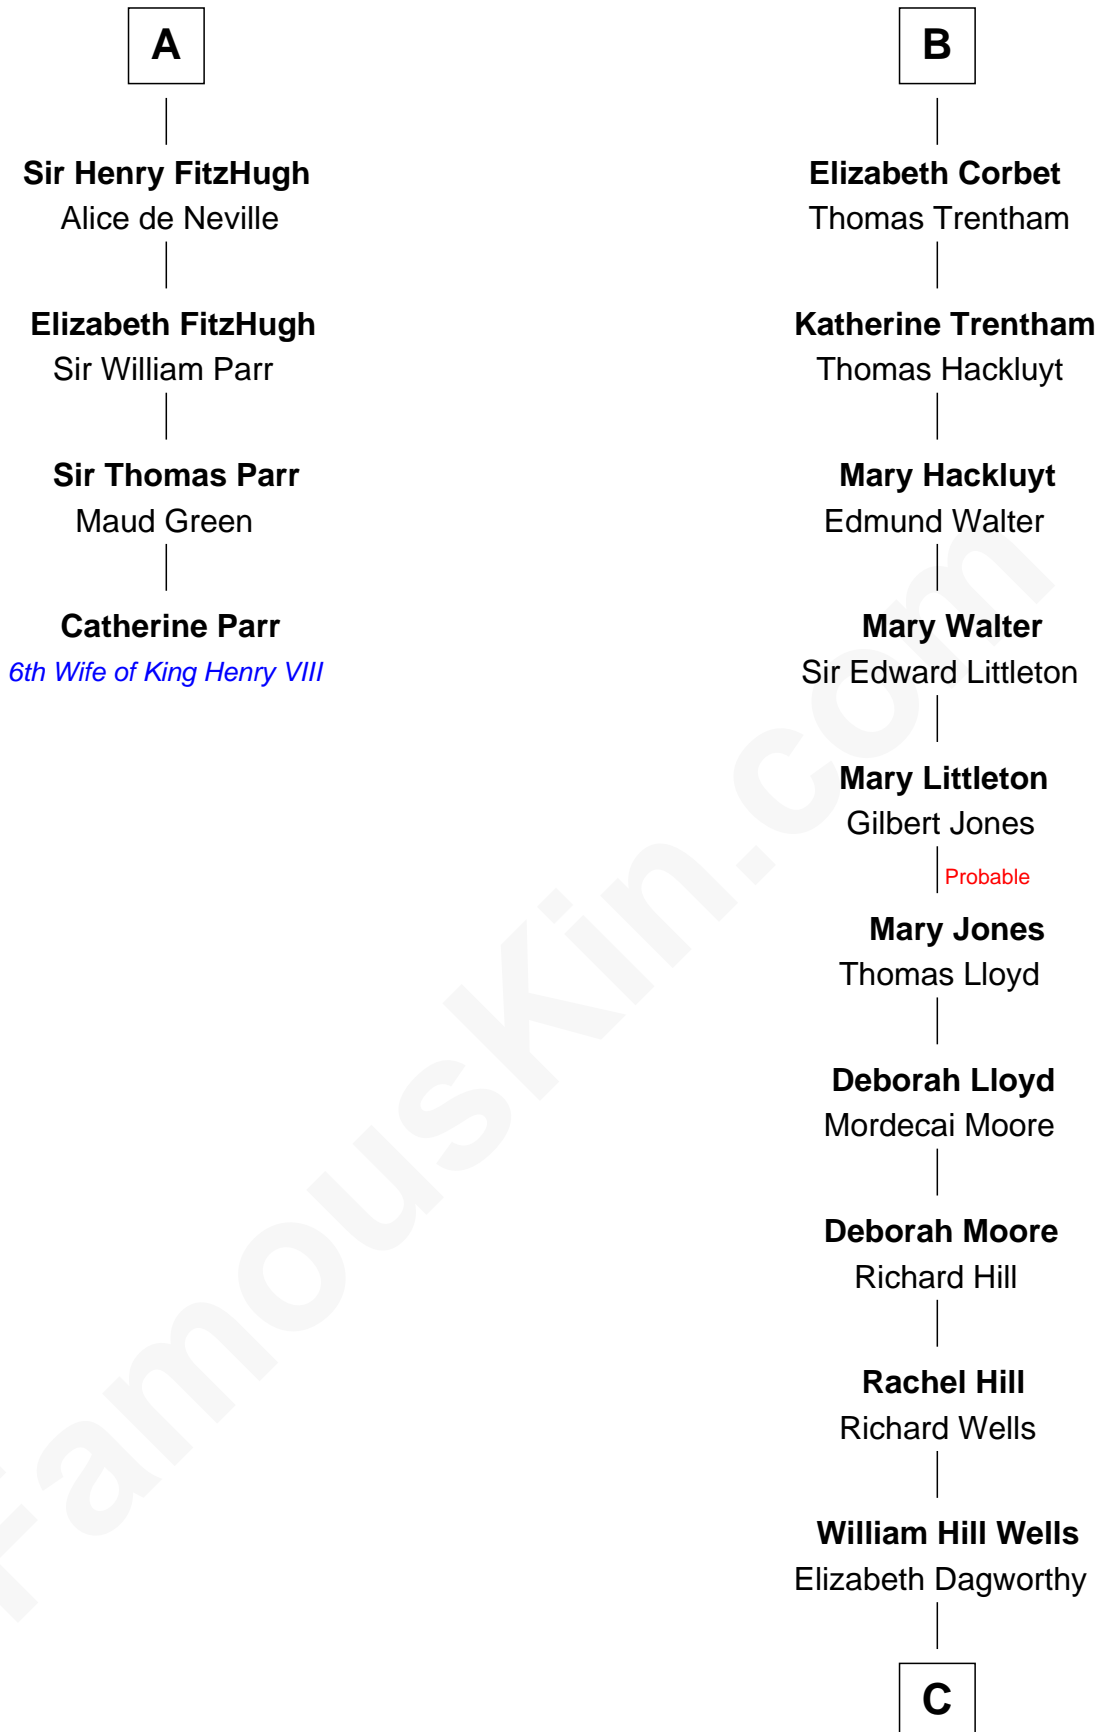 A
Sir Henry FitzHugh
Alice de Neville
Elizabeth FitzHugh
Sir William Parr
Sir Thomas Parr
Maud Green
Catherine Parr
6th Wife of King Henry VIII
B
Elizabeth Corbet
Thomas Trentham
Katherine Trentham
Thomas Hackluyt
Mary Hackluyt
Edmund Walter
Mary Walter
Sir Edward Littleton
Mary Littleton
Gilbert Jones
Probable
Mary Jones
Thomas Lloyd
Deborah Lloyd
Mordecai Moore
Deborah Moore
Richard Hill
Rachel Hill
Richard Wells
William Hill Wells
Elizabeth Dagworthy
C
FamousKin.com